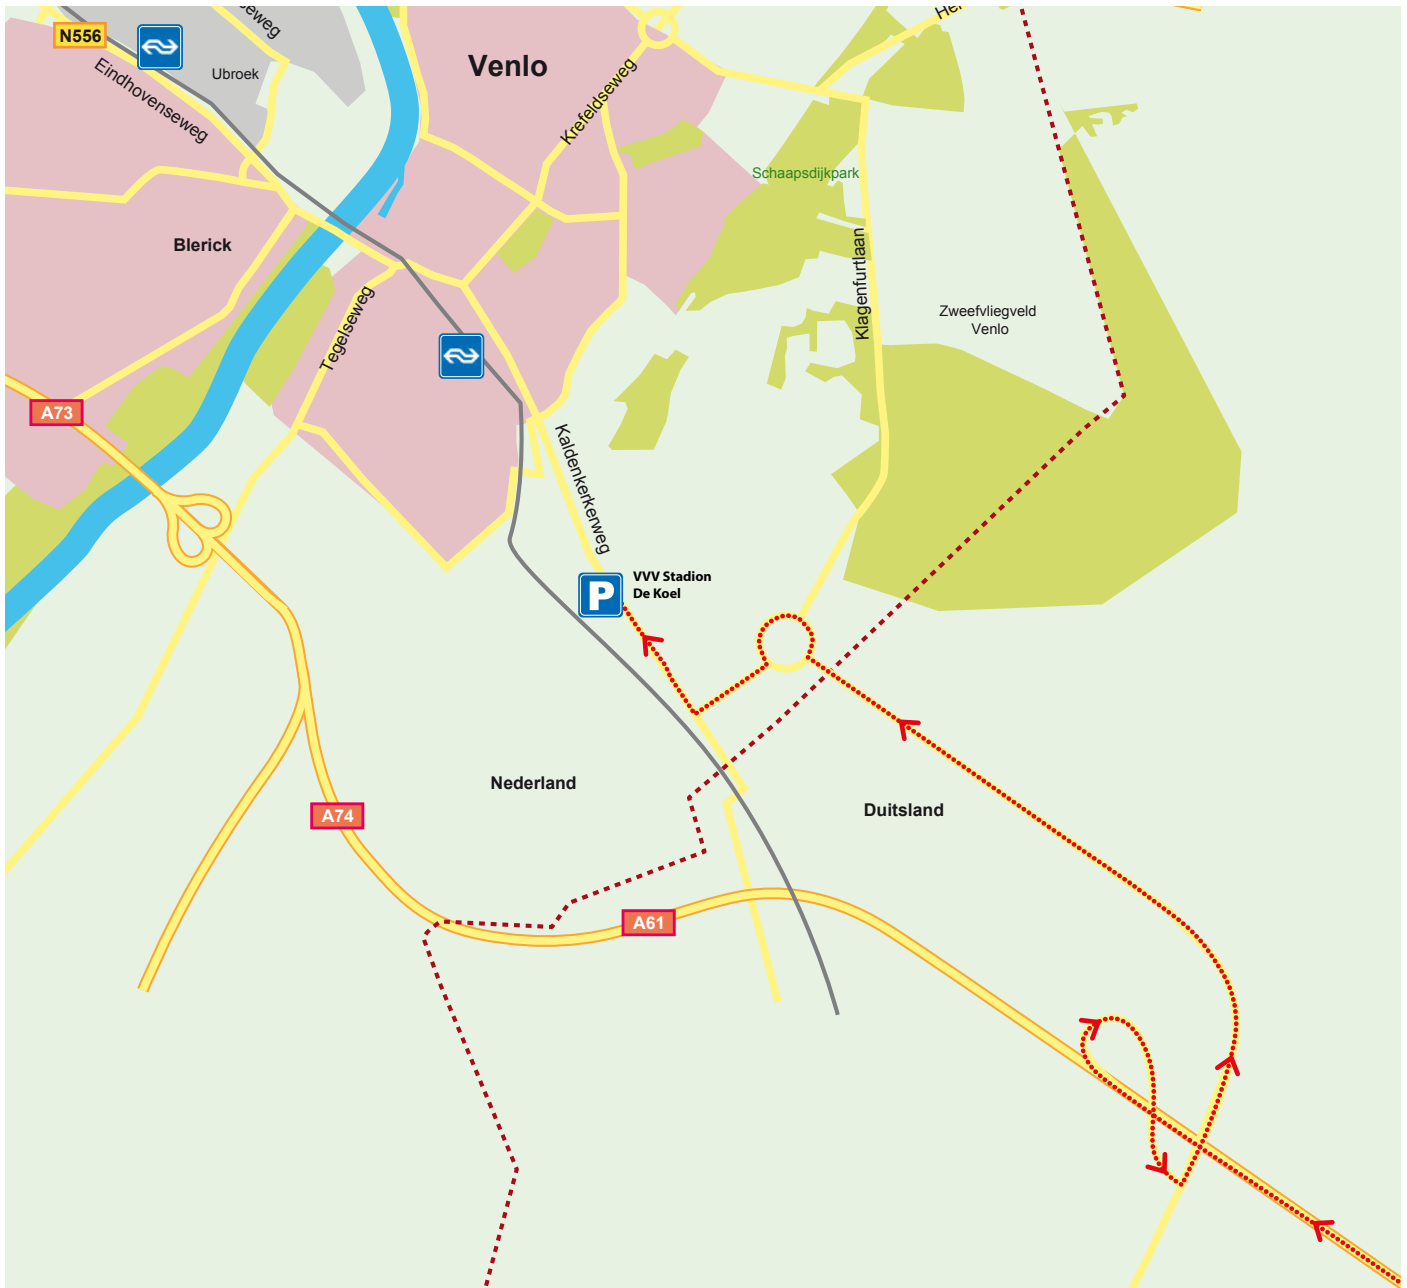 N556
seweg
Ubroek
Eindhovenseweg
Venlo
Krefeldseweg
Schaapsdijkpark
Blerick
Klagenfurtlaan
Zweefvliegveld
Venlo
Tegelseweg
A73
Kaldenkerkerweg
P
VVV Stadion
De Koel
Nederland
Duitsland
A74
A61